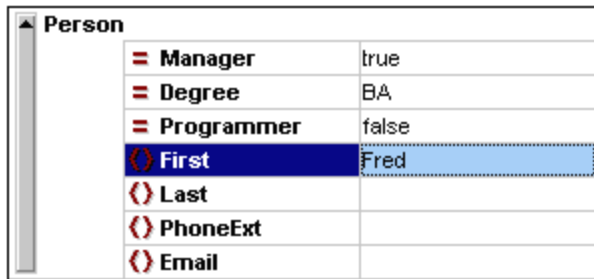 Person
= Manager true
= Degree BA
= Programmer false
<> First Fred
<> Last
<> PhoneExt
<> Email